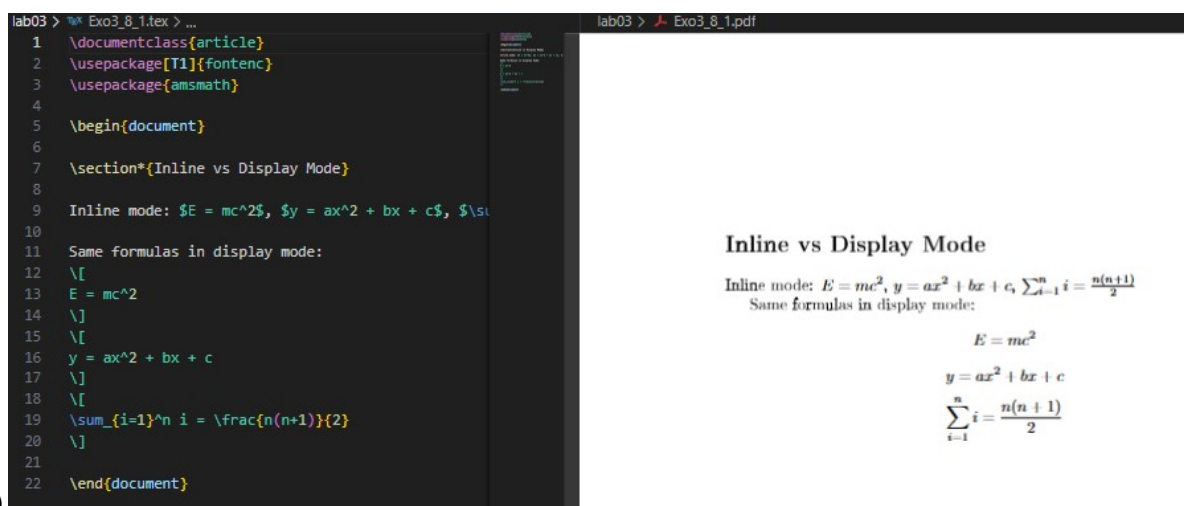 lab03 > TEX Exo3_8_1.tex > ...
1 \documentclass{article}
2 \usepackage[T1]{fontenc}
3 \usepackage{amsmath}
4
5 \begin{document}
6
7 \section*{Inline vs Display Mode}
8
9 Inline mode: $E = mc^2$, $y = ax^2 + bx + c$, $\su
10
11 Same formulas in display mode:
12 \[
13 E = mc^2
14 \]
15 \[
16 y = ax^2 + bx + c
17 \]
18 \[
19 \sum_{i=1}^n i = \frac{n(n+1)}{2}
20 \]
21
22 \end{document}
)
lab03 > Exo3_8_1.pdf
Inline vs Display Mode
Inline mode: E = mc², y = ax² + bx + c, ∑ⁿᵢ₌₁ i = n(n+1)/2
Same formulas in display mode:
E = mc²
y = ax² + bx + c
n
∑ i = n(n + 1)/2
i=1